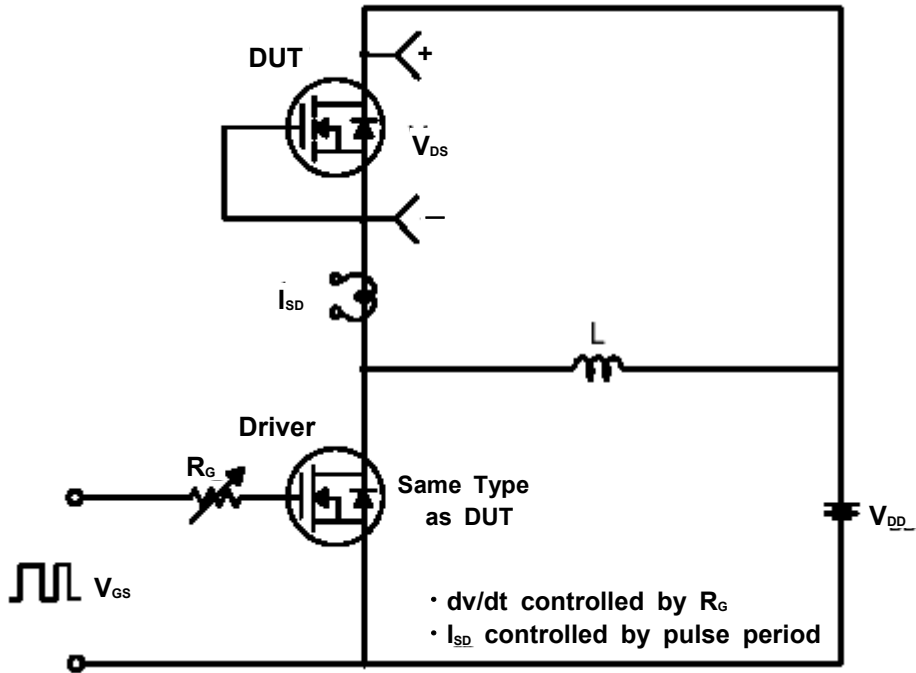 DUT
+
VDS
−
ISD
L
Driver
RG
Same Type
as DUT
VDD
VGS
· dv/dt controlled by RG
· ISD controlled by pulse period